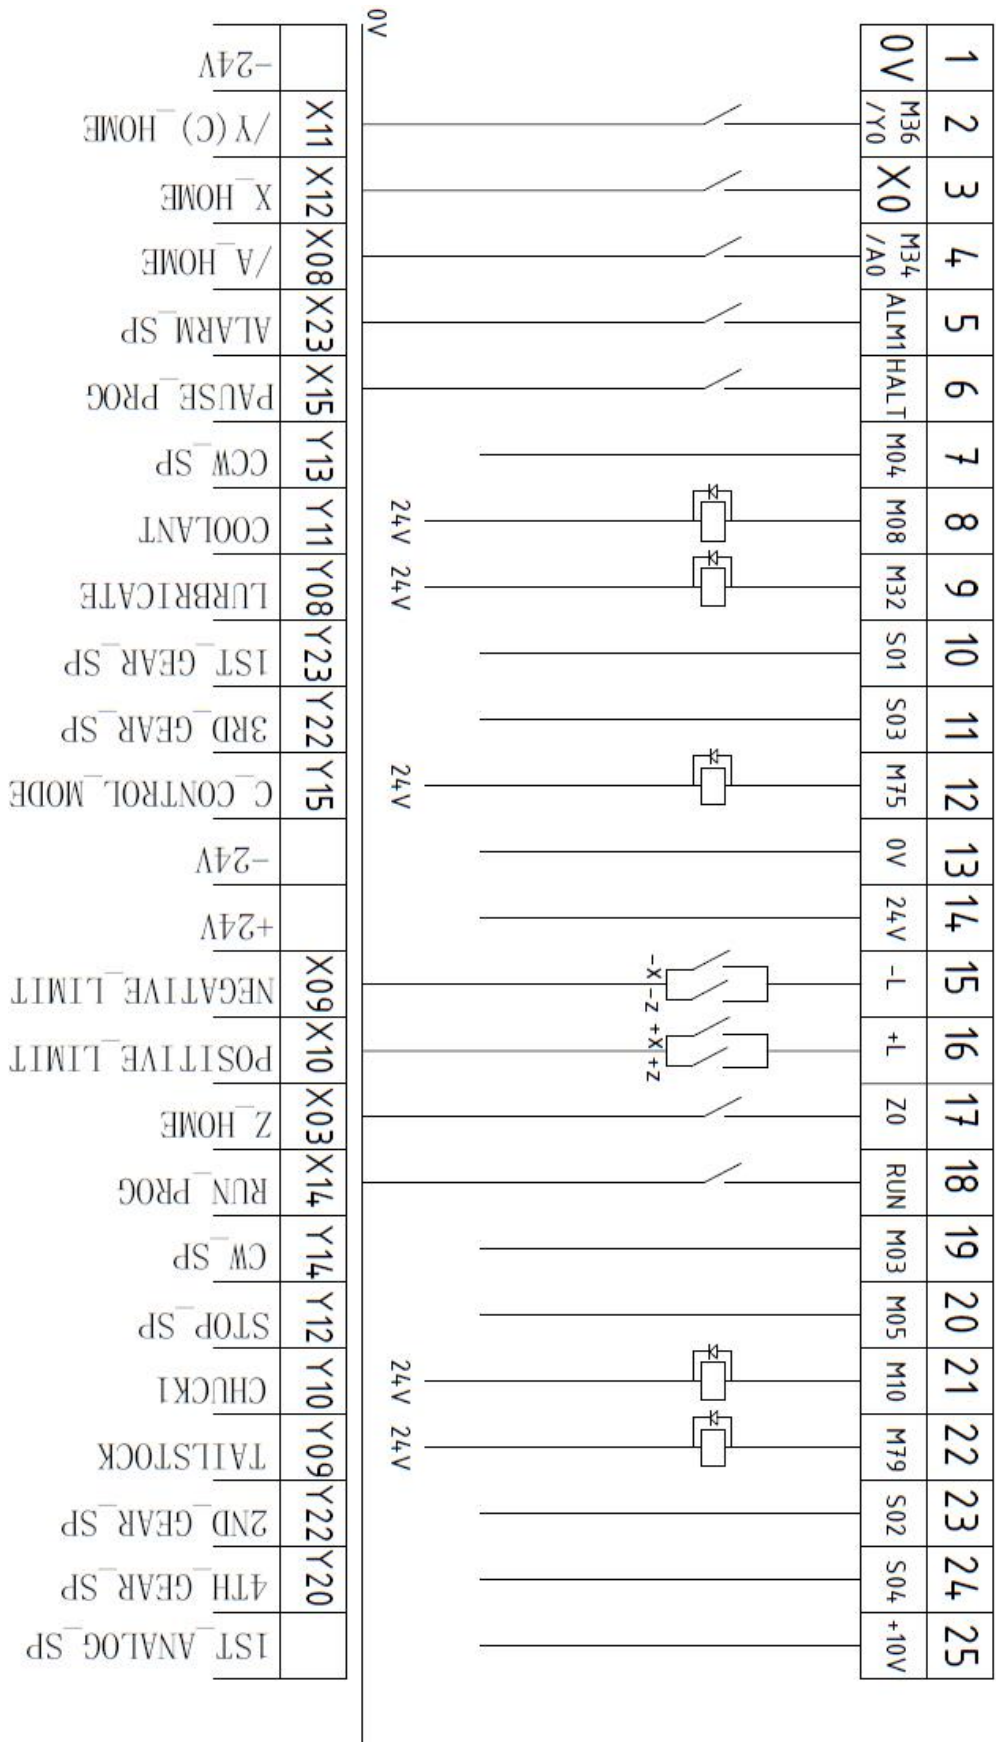 0V
-24V 0V 1
/Y(C)_HOME X11 M36 /Y0 2
X_HOME X12 X0 3
/A_HOME X08 M34 /A0 4
ALARM_SP X23 ALM1 5
PAUSE_PROG X15 HALT 6
CCW_SP Y13 M04 7
COOLANT Y11 24V M08 8
LURBRICATE Y08 24V M32 9
1ST_GEAR_SP Y23 S01 10
3RD_GEAR_SP Y22 S03 11
C_CONTROL_MODE Y15 24V M75 12
-24V 0V 13
+24V 24V 14
NEGATIVE_LIMIT X09 -X -Z -L 15
POSITIVE_LIMIT X10 +X +Z +L 16
Z_HOME X03 Z0 17
RUN_PROG X14 RUN 18
CW_SP Y14 M03 19
STOP_SP Y12 M05 20
CHUCK1 Y10 24V M10 21
TAILSTOCK Y09 24V M79 22
2ND_GEAR_SP Y22 S02 23
4TH_GEAR_SP Y20 S04 24
1ST_ANALOG_SP +10V 25